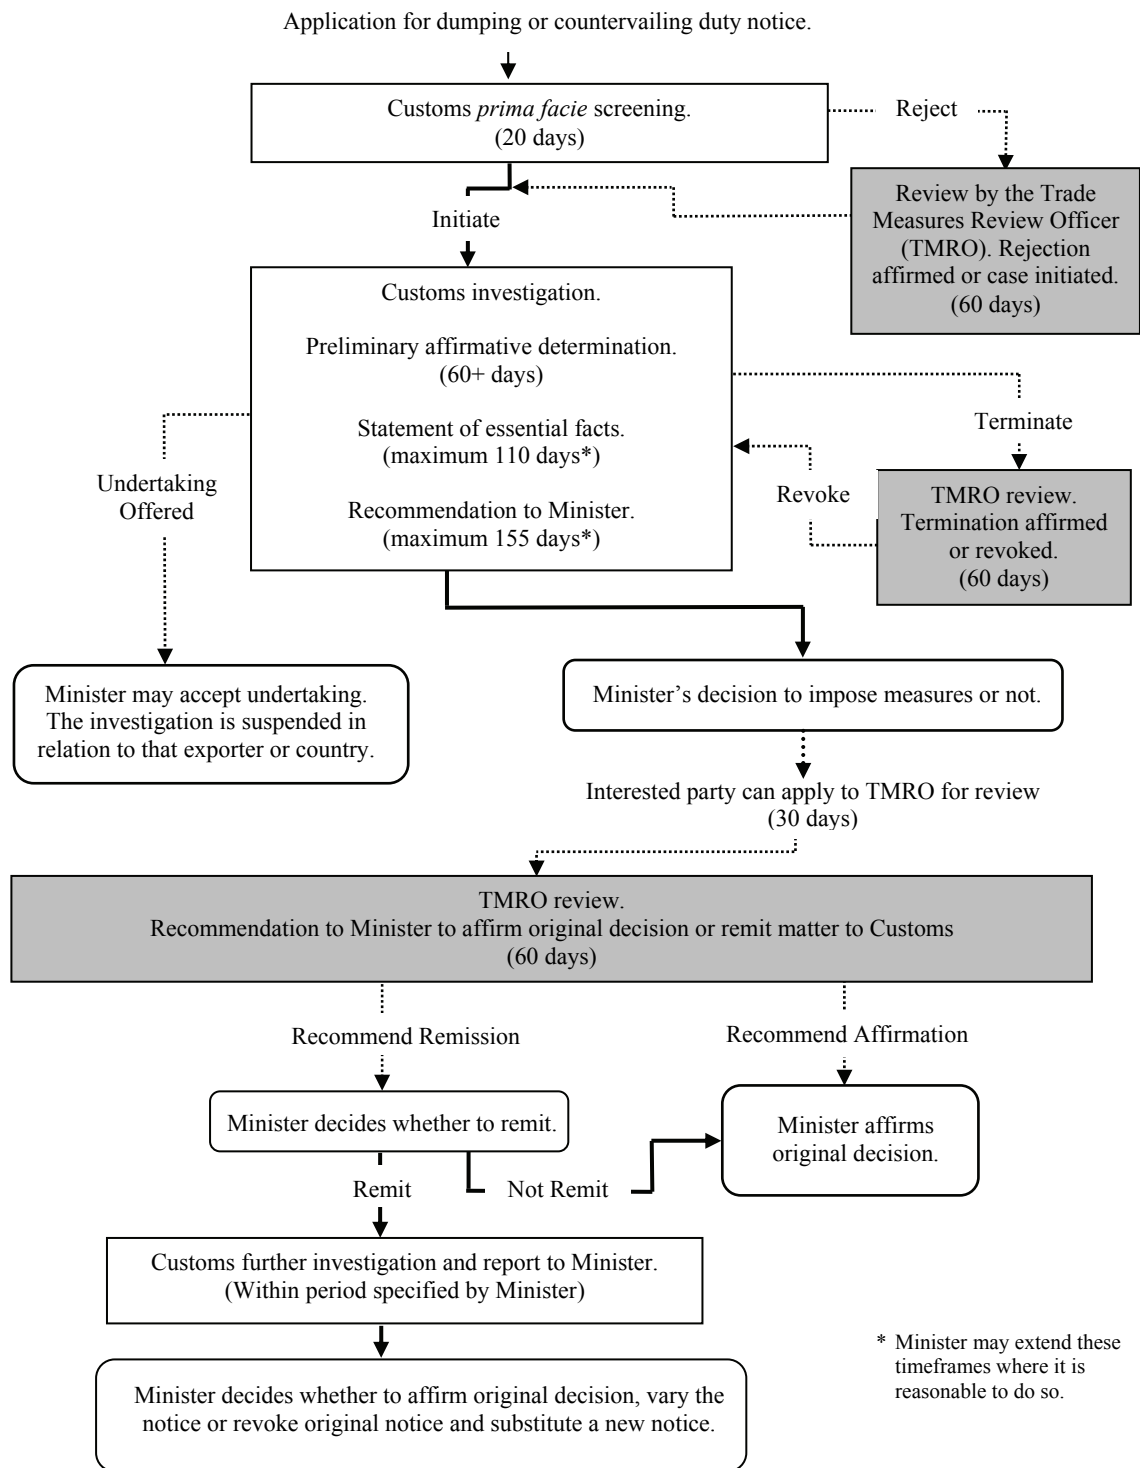 Application for dumping or countervailing duty notice.
Customs prima facie screening.
(20 days)
Reject
Review by the Trade
Measures Review Officer
(TMRO). Rejection
affirmed or case initiated.
(60 days)
Initiate
Customs investigation.
Preliminary affirmative determination.
(60+ days)
Statement of essential facts.
(maximum 110 days*)
Recommendation to Minister.
(maximum 155 days*)
Terminate
Revoke
TMRO review.
Termination affirmed
or revoked.
(60 days)
Undertaking
Offered
Minister may accept undertaking.
The investigation is suspended in
relation to that exporter or country.
Minister’s decision to impose measures or not.
Interested party can apply to TMRO for review
(30 days)
TMRO review.
Recommendation to Minister to affirm original decision or remit matter to Customs
(60 days)
Recommend Remission
Recommend Affirmation
Minister decides whether to remit.
Minister affirms
original decision.
Remit
Not Remit
Customs further investigation and report to Minister.
(Within period specified by Minister)
Minister decides whether to affirm original decision, vary the
notice or revoke original notice and substitute a new notice.
* Minister may extend these
timeframes where it is
reasonable to do so.